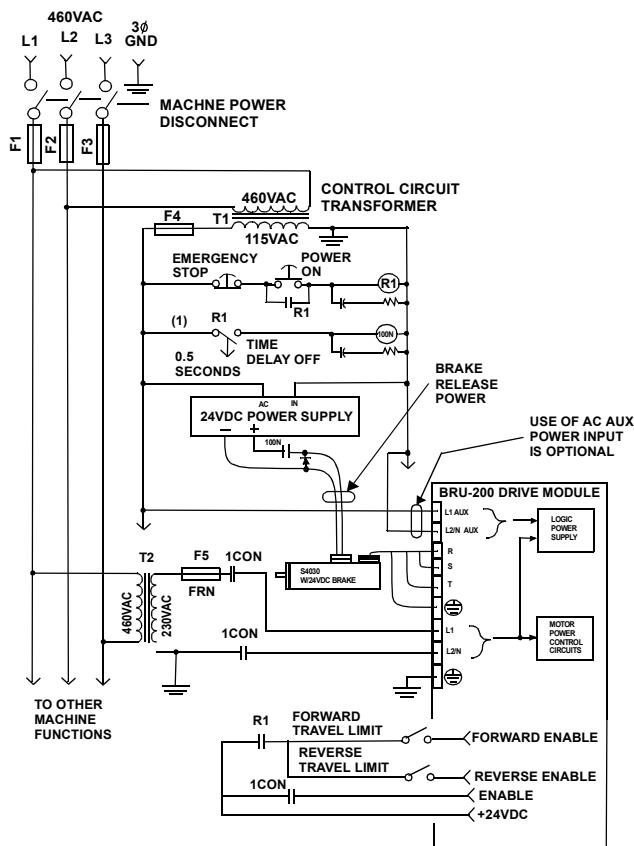 460VAC
L1 L2 L3 3Ø
GND
MACHNE POWER
DISCONNECT
F1 F2 F3
460VAC
CONTROL CIRCUIT
TRANSFORMER
F4 T1
115VAC
EMERGENCY
STOP
POWER
ON
R1
R1
(1) R1
100N
TIME
DELAY OFF
0.5
SECONDS
BRAKE
RELEASE
POWER
AC IN
24VDC POWER SUPPLY
– +
100N
USE OF AC AUX
POWER INPUT
IS OPTIONAL
BRU-200 DRIVE MODULE
L1 AUX
L2/N AUX
LOGIC
POWER
SUPPLY
R
S
T
T2
F5
1CON
FRN
460VAC
230VAC
S4030
W/24VDC BRAKE
1CON
L1
L2/N
MOTOR
POWER
CONTROL
CIRCUITS
TO OTHER
MACHINE
FUNCTIONS
R1
FORWARD
TRAVEL LIMIT
FORWARD ENABLE
REVERSE
TRAVEL LIMIT
REVERSE ENABLE
1CON
ENABLE
+24VDC